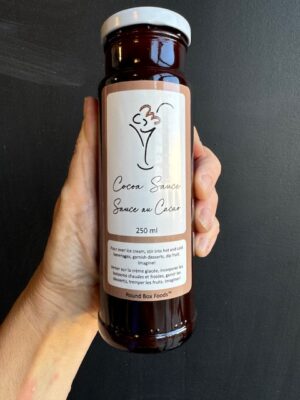 Cocoa Sauce
Sauce au Cacao
250 ml
Pour over ice cream, stir into hot and cold
beverages, garnish desserts, dip fruit.
Imagine!
Verser sur la crème glacée, incorporer les
boissons chaudes et froides, garnir les
desserts, tremper les fruits. Imaginer!
Round Box Foods™